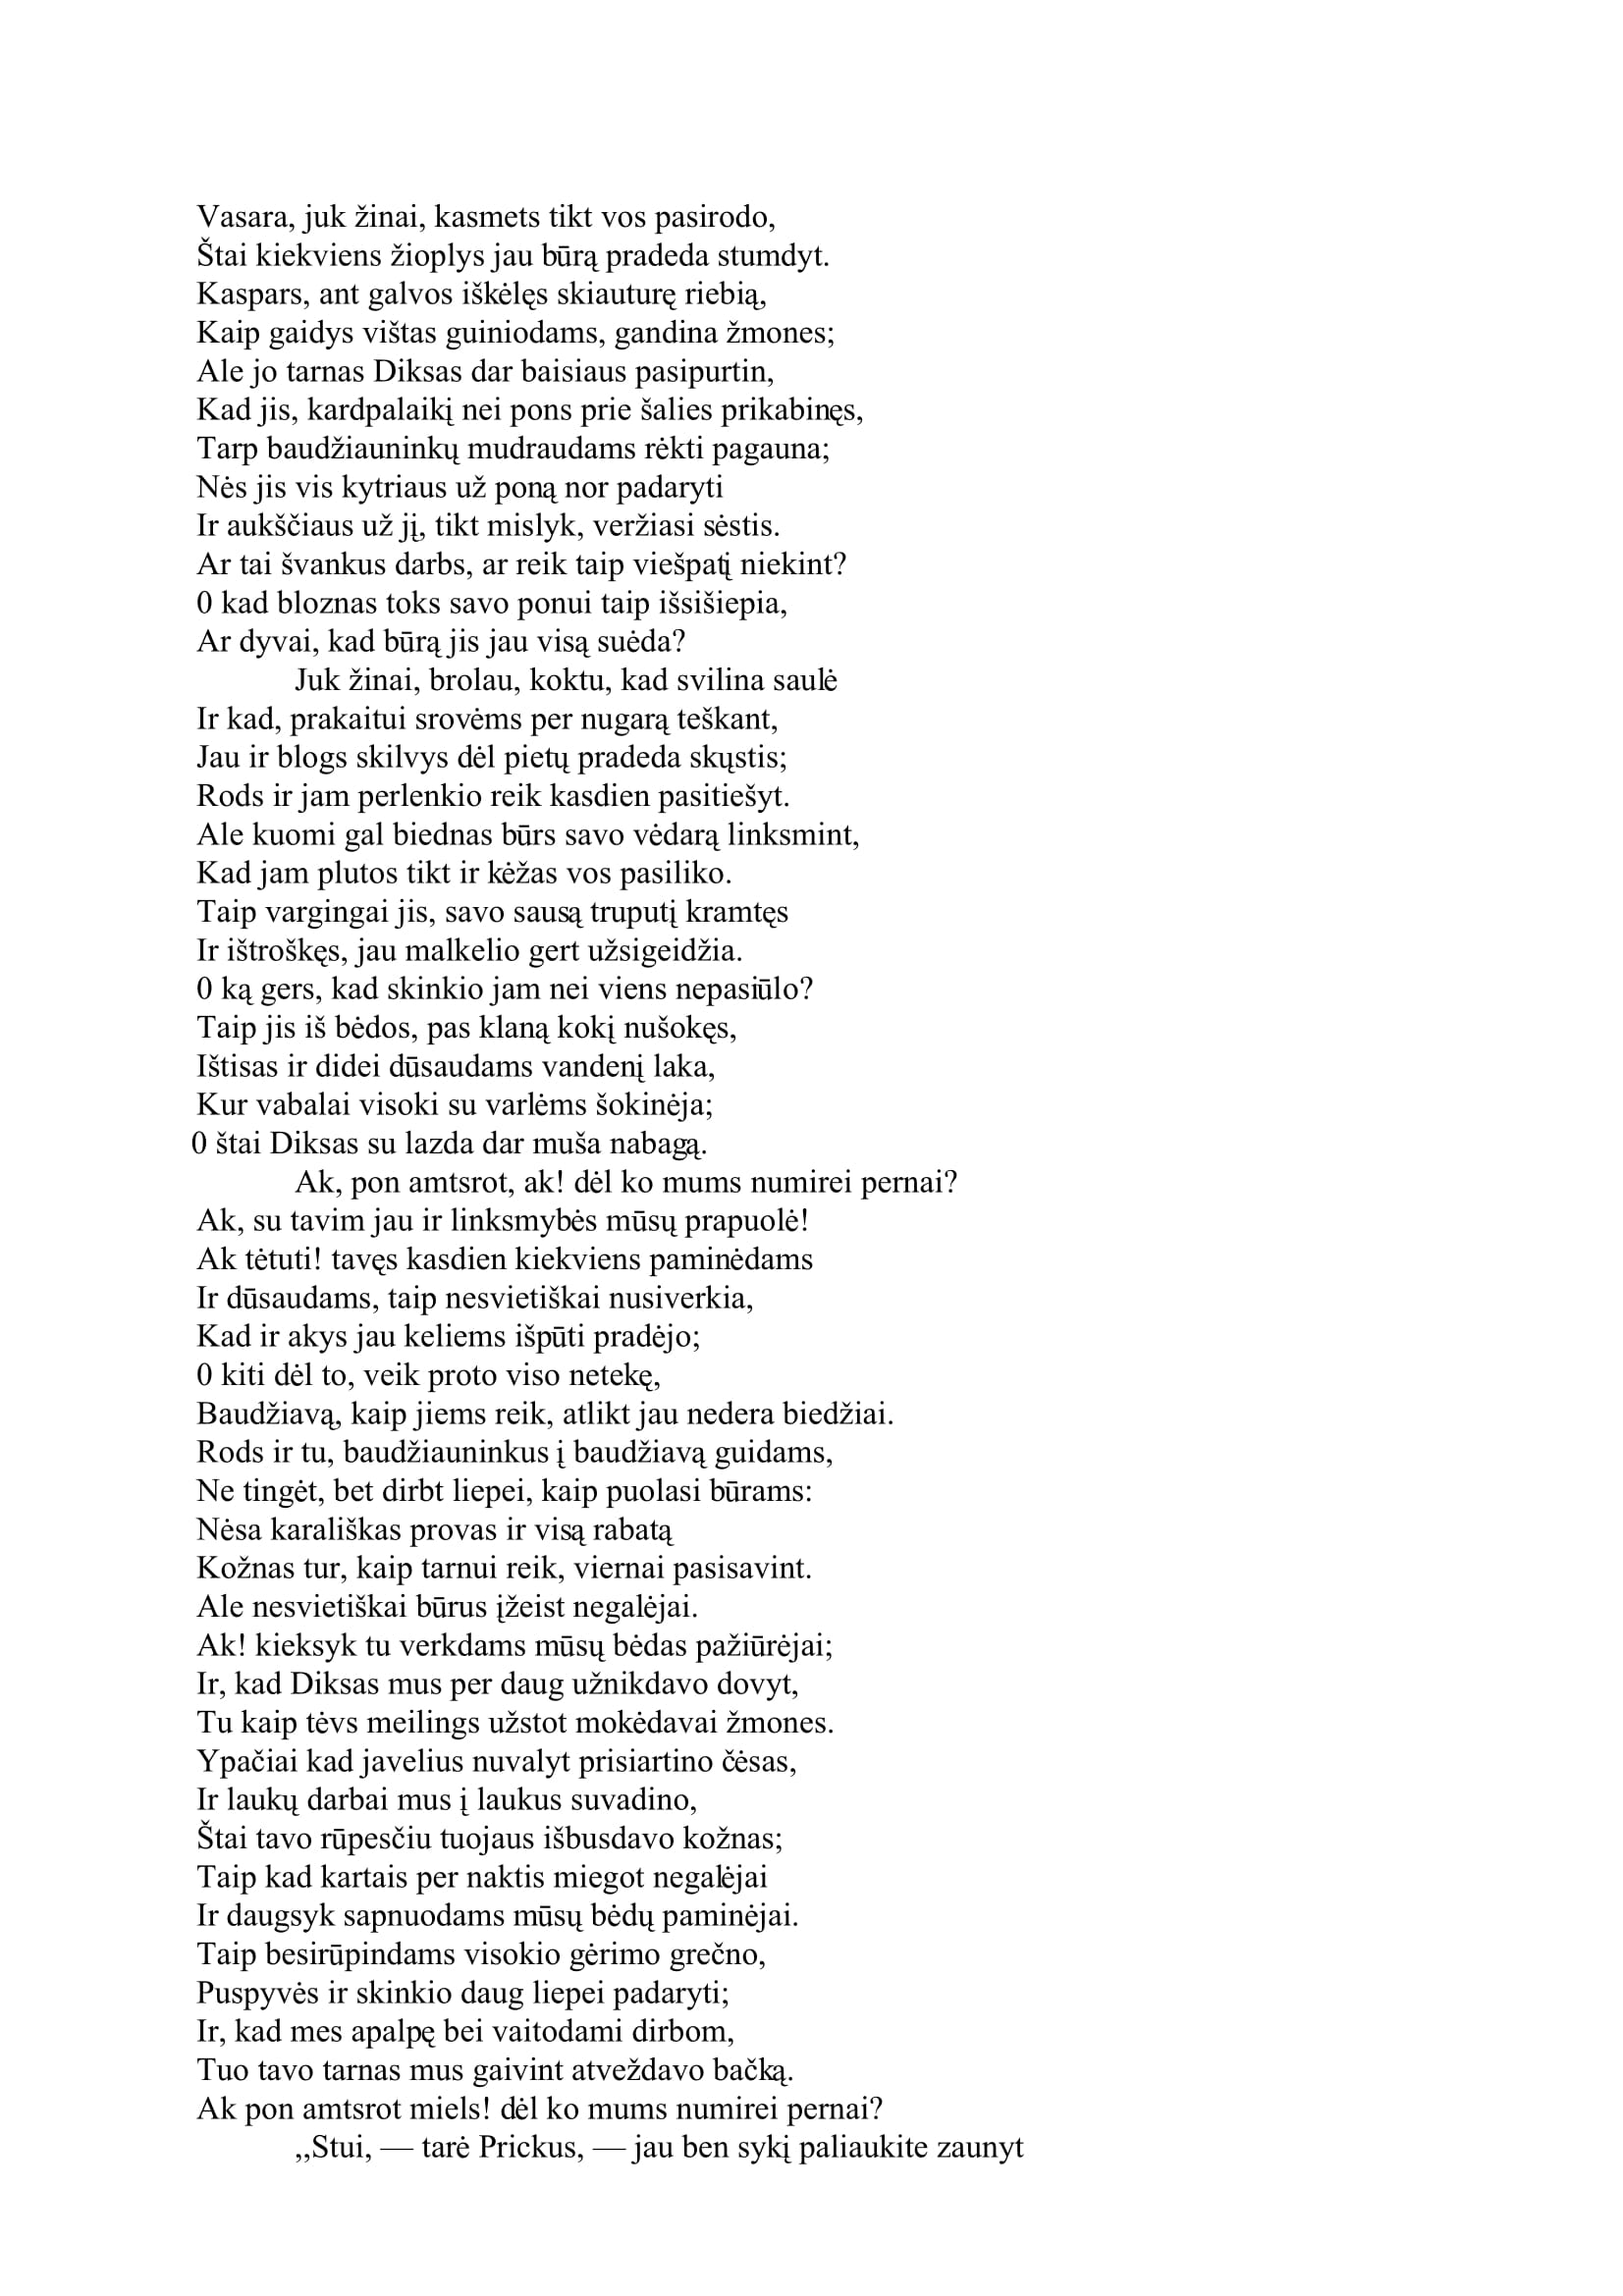 Vasara, juk žinai, kasmets tikt vos pasirodo,
Štai kiekviens žioplys jau būrą pradeda stumdyt.
Kaspars, ant galvos iškėlęs skiauturę riebią,
Kaip gaidys vištas guiniodams, gandina žmones;
Ale jo tarnas Diksas dar baisiaus pasipurtin,
Kad jis, kardpalaikį nei pons prie šalies prikabinęs,
Tarp baudžiauninkų mudraudams rėkti pagauna;
Nės jis vis kytriaus už poną nor padaryti
Ir aukščiaus už jį, tikt mislyk, veržiasi sėstis.
Ar tai švankus darbs, ar reik taip viešpatį niekint?
0 kad bloznas toks savo ponui taip išsišiepia,
Ar dyvai, kad būrą jis jau visą suėda?
Juk žinai, brolau, koktu, kad svilina saulė
Ir kad, prakaitui srovėms per nugarą teškant,
Jau ir blogs skilvys dėl pietų pradeda skųstis;
Rods ir jam perlenkio reik kasdien pasitiešyt.
Ale kuomi gal biednas būrs savo vėdarą linksmint,
Kad jam plutos tikt ir kėžas vos pasiliko.
Taip vargingai jis, savo sausą truputį kramtęs
Ir ištroškęs, jau malkelio gert užsigeidžia.
0 ką gers, kad skinkio jam nei viens nepasiūlo?
Taip jis iš bėdos, pas klaną kokį nušokęs,
Ištisas ir didei dūsaudams vandenį laka,
Kur vabalai visoki su varlėms šokinėja;
0 štai Diksas su lazda dar muša nabagą.
Ak, pon amtsrot, ak! dėl ko mums numirei pernai?
Ak, su tavim jau ir linksmybės mūsų prapuolė!
Ak tėtuti! tavęs kasdien kiekviens paminėdams
Ir dūsaudams, taip nesvietiškai nusiverkia,
Kad ir akys jau keliems išpūti pradėjo;
0 kiti dėl to, veik proto viso netekę,
Baudžiavą, kaip jiems reik, atlikt jau nedera biedžiai.
Rods ir tu, baudžiauninkus į baudžiavą guidams,
Ne tingėt, bet dirbt liepei, kaip puolasi būrams:
Nėsa karališkas provas ir visą rabatą
Kožnas tur, kaip tarnui reik, viernai pasisavint.
Ale nesvietiškai būrus įžeist negalėjai.
Ak! kieksyk tu verkdams mūsų bėdas pažiūrėjai;
Ir, kad Diksas mus per daug užnikdavo dovyt,
Tu kaip tėvs meilings užstot mokėdavai žmones.
Ypačiai kad javelius nuvalyt prisiartino čėsas,
Ir laukų darbai mus į laukus suvadino,
Štai tavo rūpesčiu tuojaus išbusdavo kožnas;
Taip kad kartais per naktis miegot negalėjai
Ir daugsyk sapnuodams mūsų bėdų paminėjai.
Taip besirūpindams visokio gėrimo grečno,
Puspyvės ir skinkio daug liepei padaryti;
Ir, kad mes apalpę bei vaitodami dirbom,
Tuo tavo tarnas mus gaivint atveždavo bačką.
Ak pon amtsrot miels! dėl ko mums numirei pernai?
,,Stui, — tarė Prickus, — jau ben sykį paliaukite zaunyt